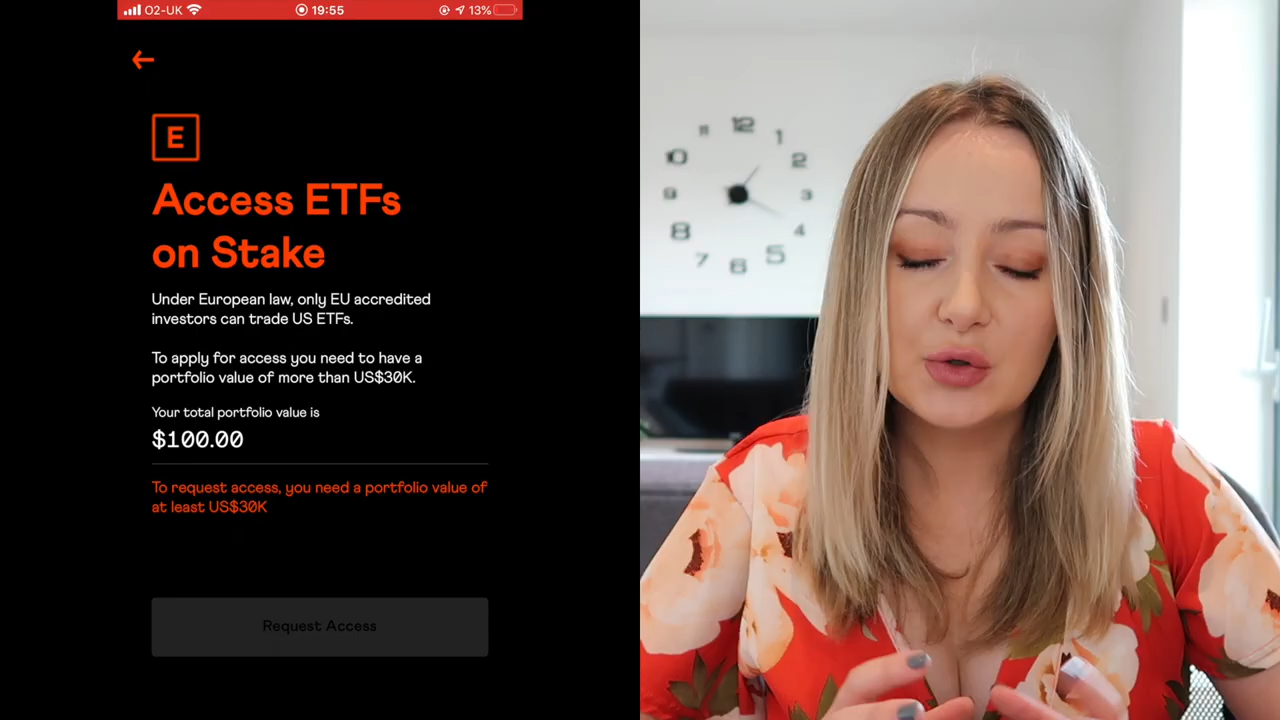 O2-UK 19:55 13%
E
Access ETFs
on Stake
Under European law, only EU accredited
investors can trade US ETFs.
To apply for access you need to have a
portfolio value of more than US$30K.
Your total portfolio value is
$100.00
To request access, you need a portfolio value of
at least US$30K
Request Access
12
11 1
10 2
9 3
8 4
7 5
6